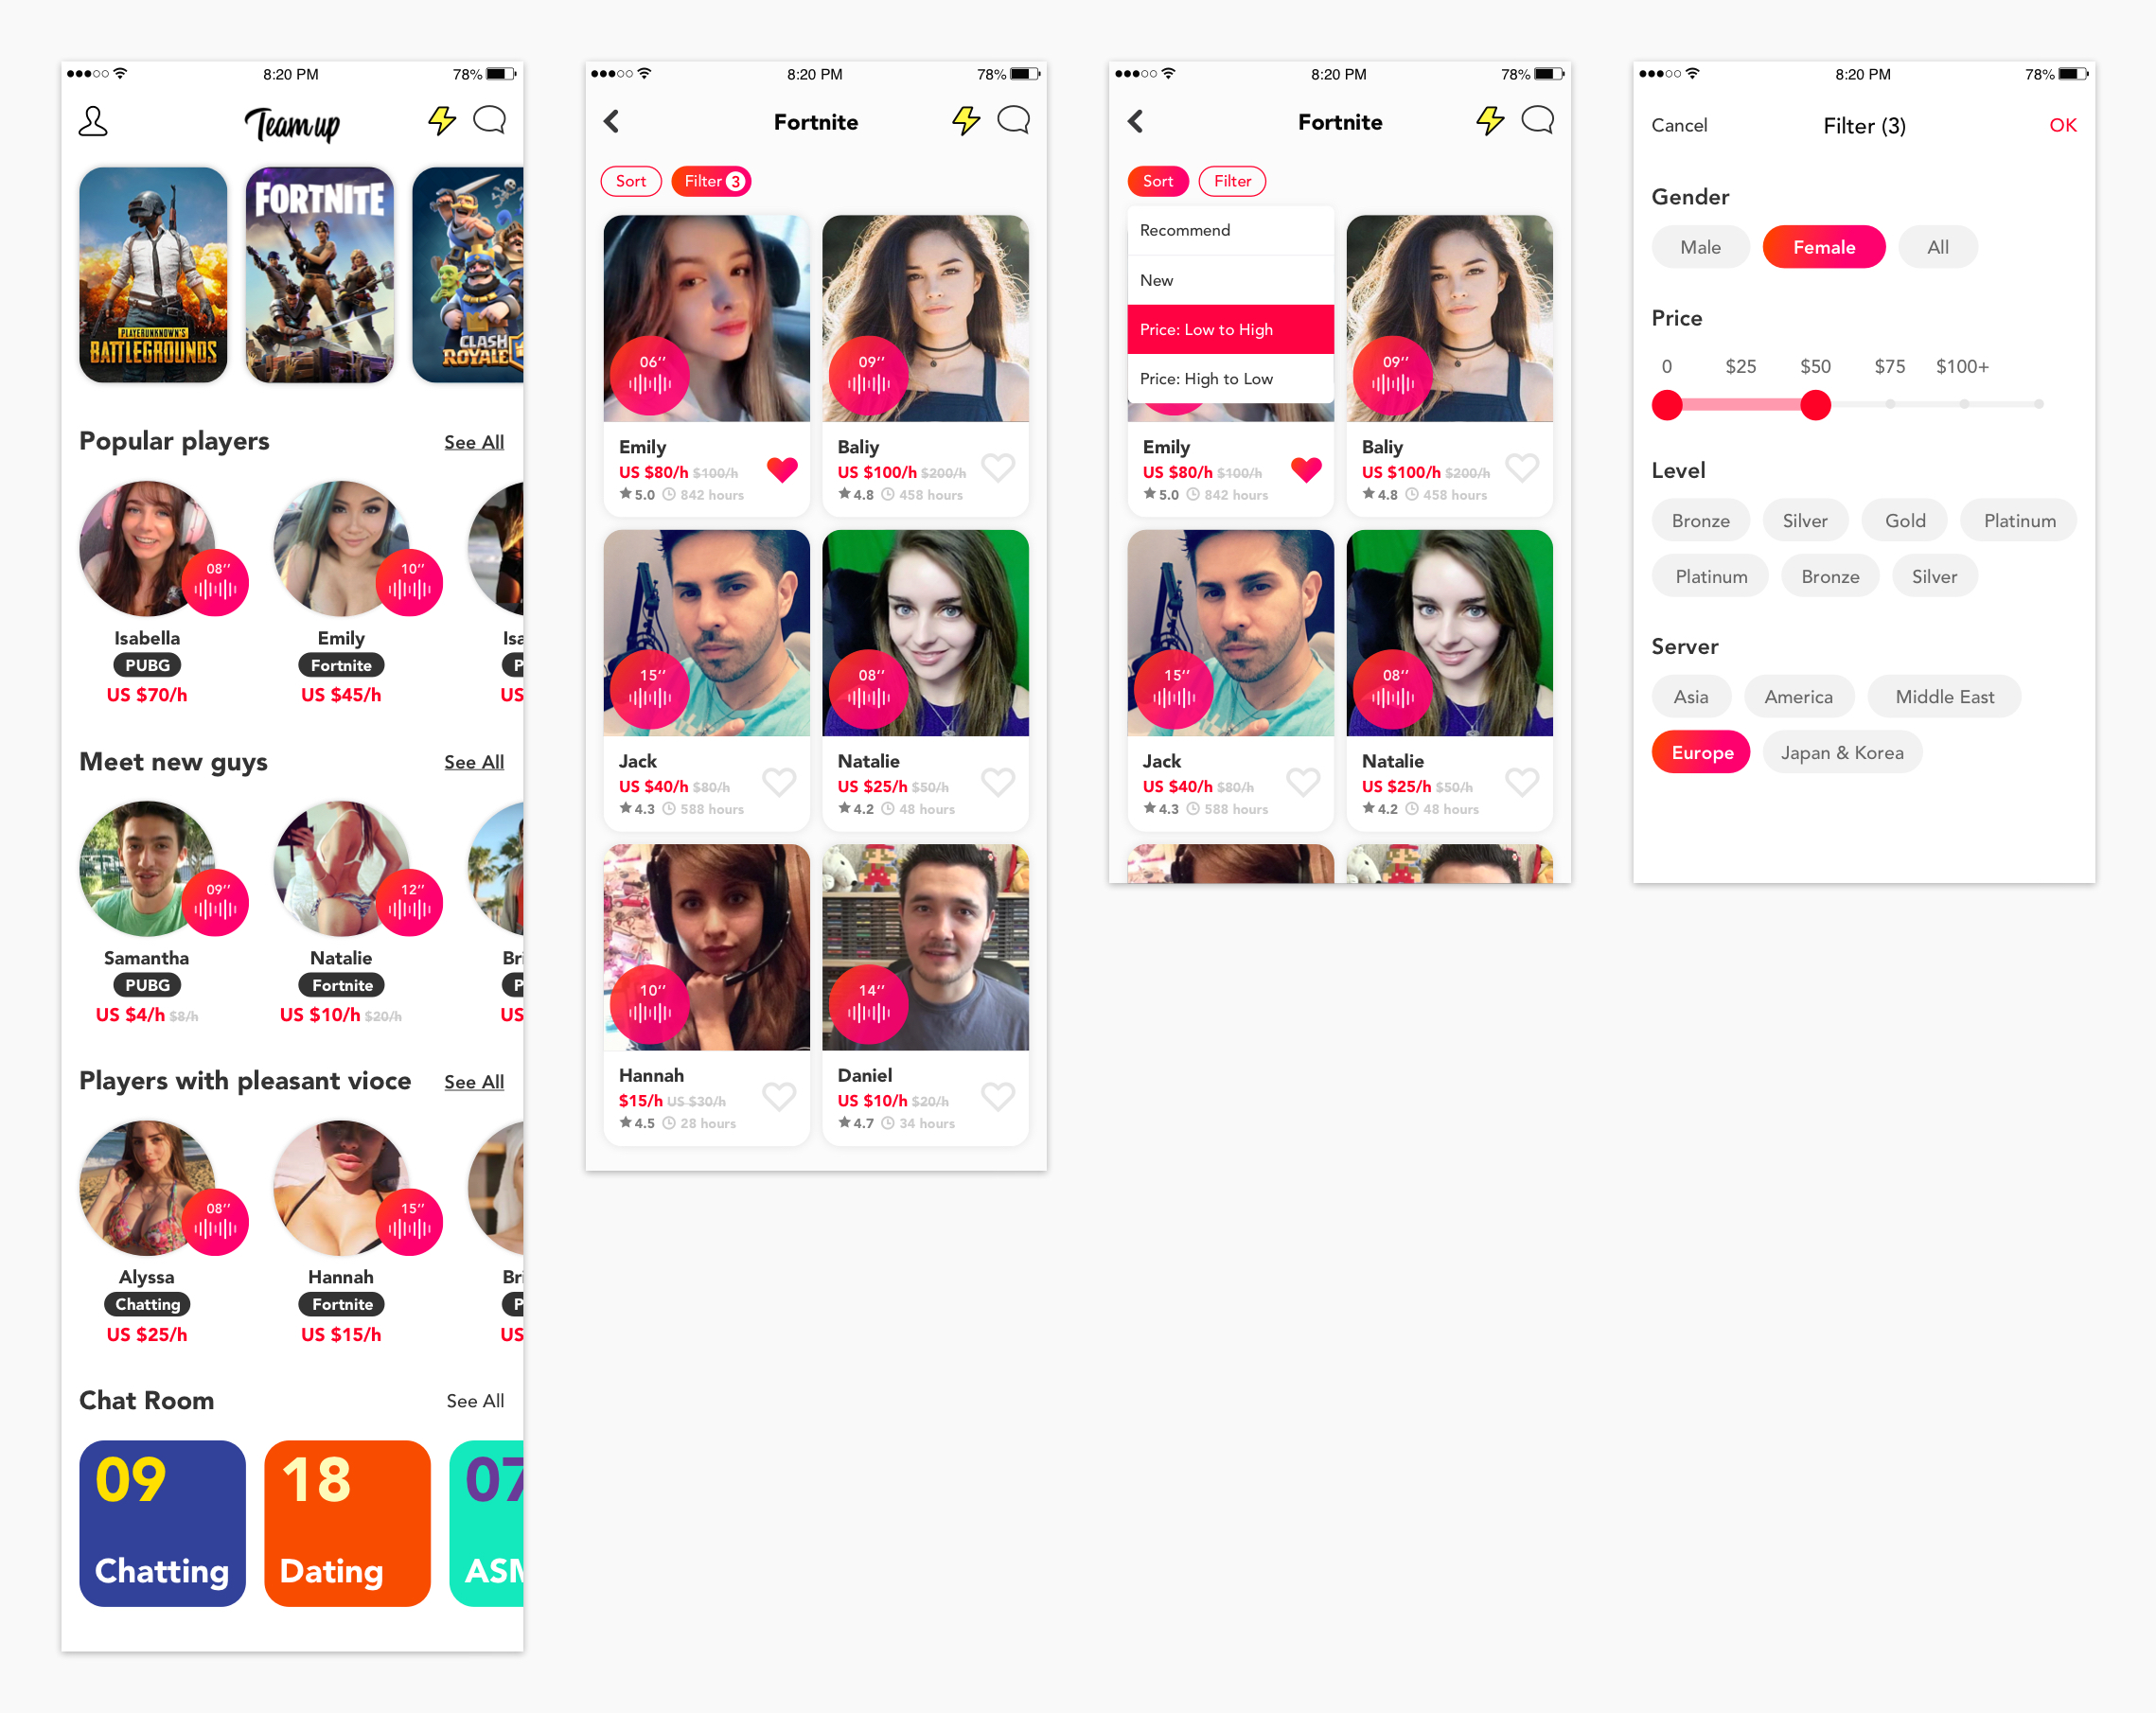 8:20 PM 78%
Team up
PLAYERUNKNOWN'S
BATTLEGROUNDS
FORTNITE
CLASH
ROYALE
Popular players See All
08’’ 10’’
Isabella Emily Isa
PUBG Fortnite P
US $70/h US $45/h US
Meet new guys See All
09’’ 12’’
Samantha Natalie Bri
PUBG Fortnite P
US $4/h $8/h US $10/h $20/h US
Players with pleasant vioce See All
08’’ 15’’
Alyssa Hannah Bri
Chatting Fortnite P
US $25/h US $15/h US
Chat Room See All
09 18 07
Chatting Dating ASM
8:20 PM 78%
Fortnite
Sort Filter 3
06’’ 09’’
Emily Baliy
US $80/h $100/h US $100/h $200/h
5.0 842 hours 4.8 458 hours
15’’ 08’’
Jack Natalie
US $40/h $80/h US $25/h $50/h
4.3 588 hours 4.2 48 hours
10’’ 14’’
Hannah Daniel
$15/h US $30/h US $10/h $20/h
4.5 28 hours 4.7 34 hours
8:20 PM 78%
Fortnite
Sort Filter
Recommend
New
Price: Low to High
Price: High to Low
09’’
Emily Baliy
US $80/h $100/h US $100/h $200/h
5.0 842 hours 4.8 458 hours
15’’ 08’’
Jack Natalie
US $40/h $80/h US $25/h $50/h
4.3 588 hours 4.2 48 hours
8:20 PM 78%
Cancel Filter (3) OK
Gender
Male Female All
Price
0 $25 $50 $75 $100+
Level
Bronze Silver Gold Platinum
Platinum Bronze Silver
Server
Asia America Middle East
Europe Japan & Korea